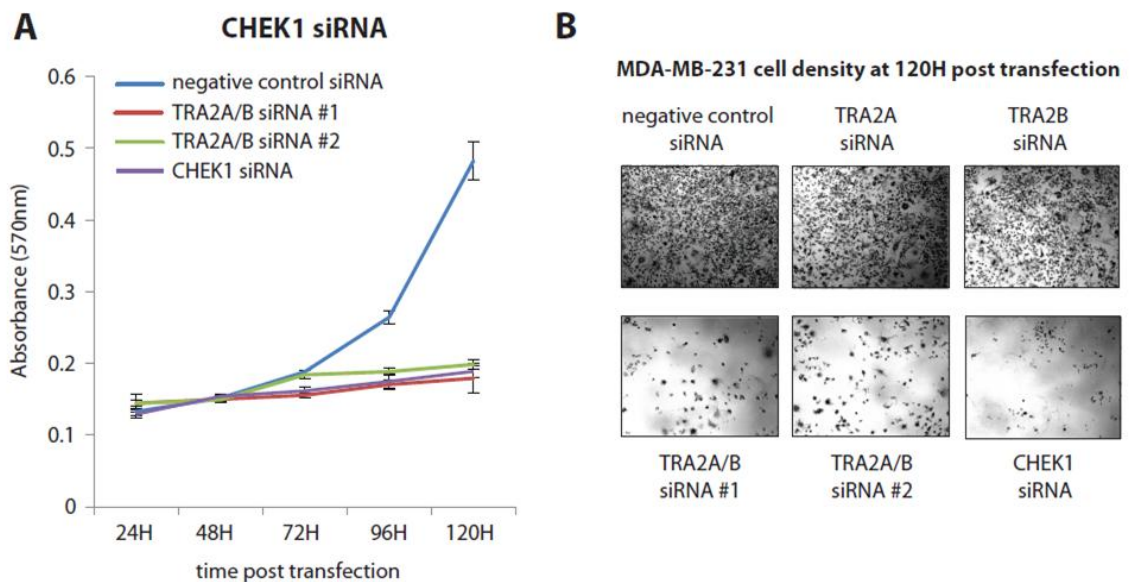 A
CHEK1 siRNA
0.6
0.5
0.4
0.3
0.2
0.1
0
Absorbance (570nm)
negative control siRNA
TRA2A/B siRNA #1
TRA2A/B siRNA #2
CHEK1 siRNA
24H 48H 72H 96H 120H
time post transfection
B
MDA-MB-231 cell density at 120H post transfection
negative control
siRNA
TRA2A
siRNA
TRA2B
siRNA
TRA2A/B
siRNA #1
TRA2A/B
siRNA #2
CHEK1
siRNA